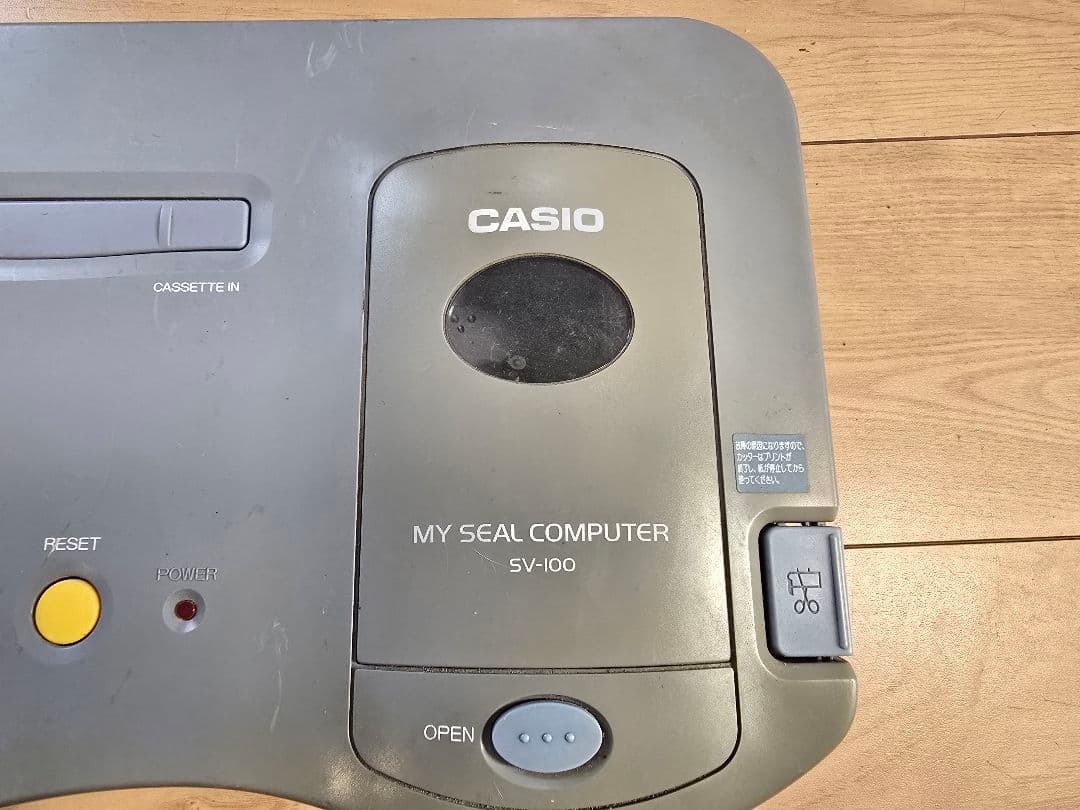 CASIO
CASSETTE IN
故障の原因になりますので、
カッターはプリントが
終了し、紙が停止してから
使ってください。
MY SEAL COMPUTER
SV-100
RESET
POWER
OPEN